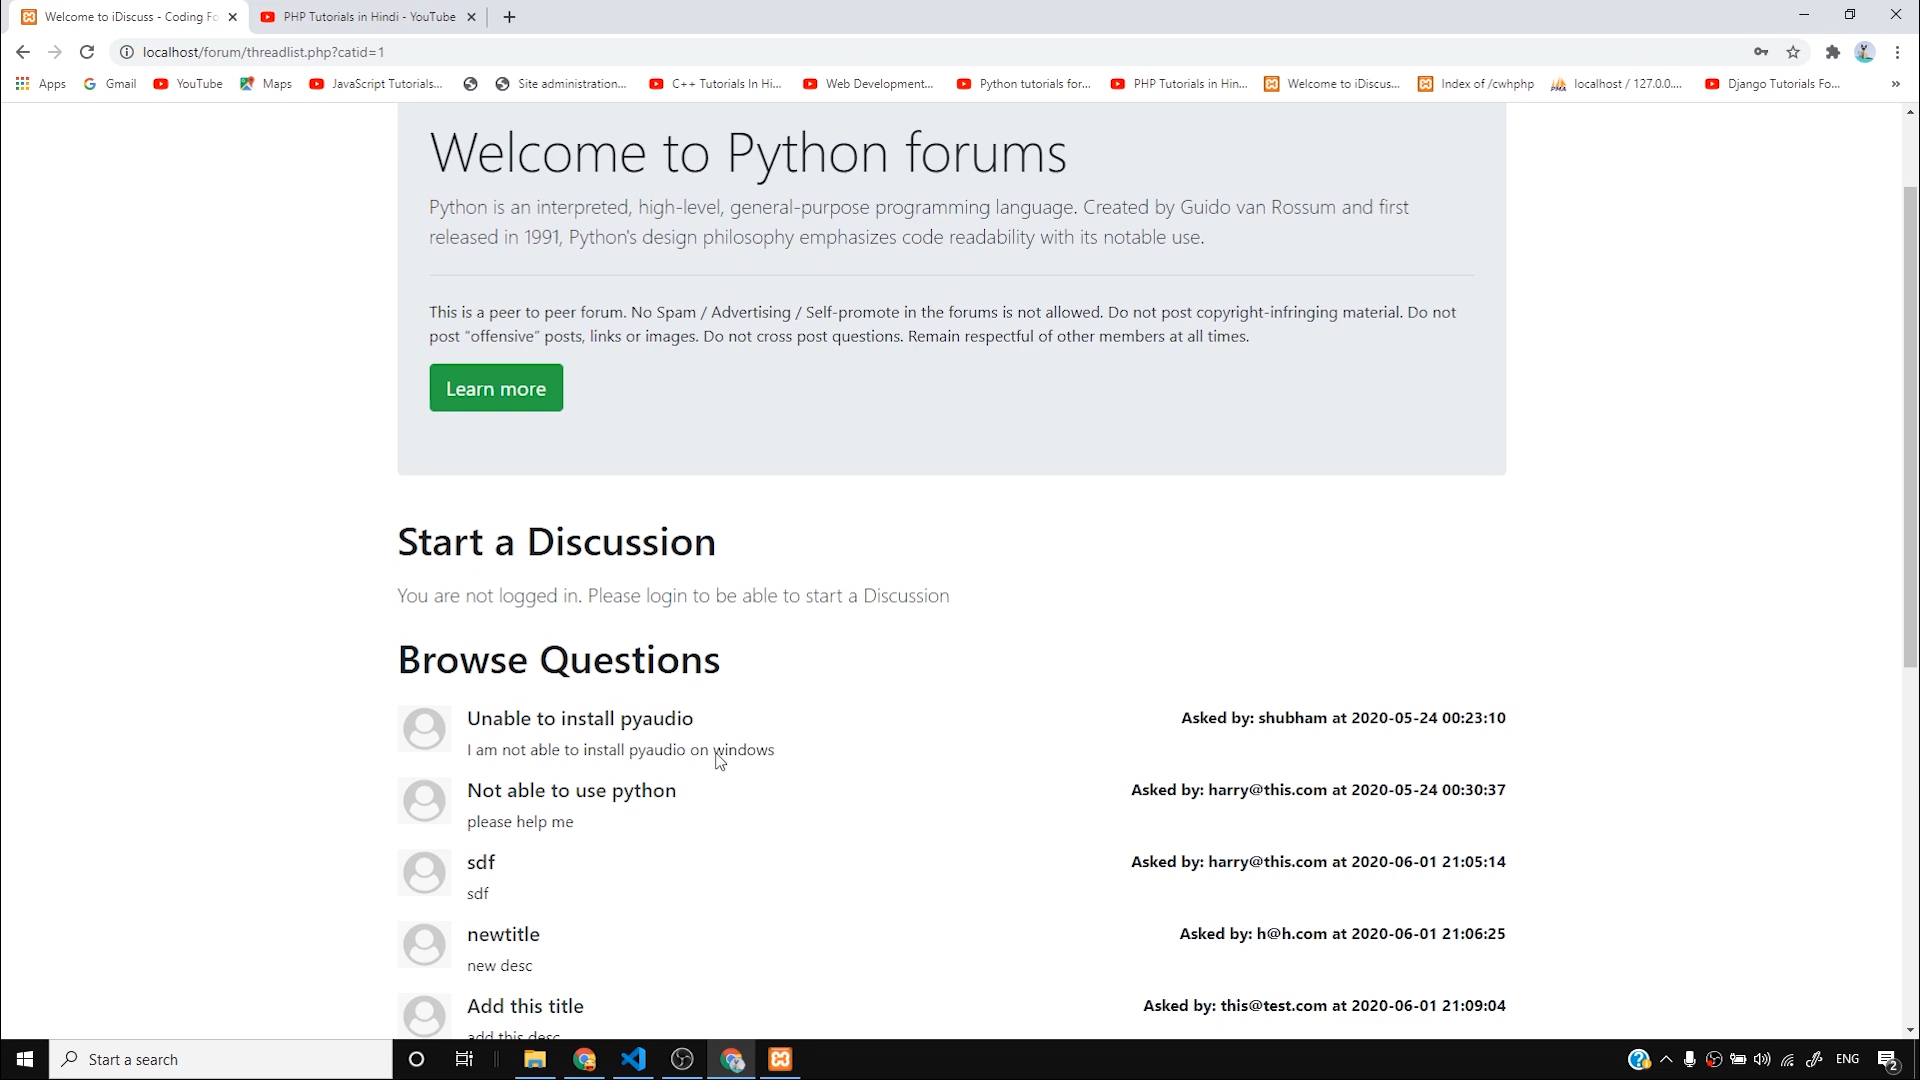 Welcome to iDiscuss - Coding Fo
PHP Tutorials in Hindi - YouTube
localhost/forum/threadlist.php?catid=1
Apps Gmail YouTube Maps JavaScript Tutorials... Site administration... C++ Tutorials In Hi... Web Development... Python tutorials for... PHP Tutorials in Hin... Welcome to iDiscus... Index of /cwhphp localhost / 127.0.0.... Django Tutorials Fo... »
Welcome to Python forums
Python is an interpreted, high-level, general-purpose programming language. Created by Guido van Rossum and first
released in 1991, Python's design philosophy emphasizes code readability with its notable use.
This is a peer to peer forum. No Spam / Advertising / Self-promote in the forums is not allowed. Do not post copyright-infringing material. Do not
post “offensive” posts, links or images. Do not cross post questions. Remain respectful of other members at all times.
Learn more
Start a Discussion
You are not logged in. Please login to be able to start a Discussion
Browse Questions
Unable to install pyaudio
Asked by: shubham at 2020-05-24 00:23:10
I am not able to install pyaudio on windows
Not able to use python
Asked by: harry@this.com at 2020-05-24 00:30:37
please help me
sdf
Asked by: harry@this.com at 2020-06-01 21:05:14
sdf
newtitle
Asked by: h@h.com at 2020-06-01 21:06:25
new desc
Add this title
Asked by: this@test.com at 2020-06-01 21:09:04
add this desc
Start a search
ENG
2